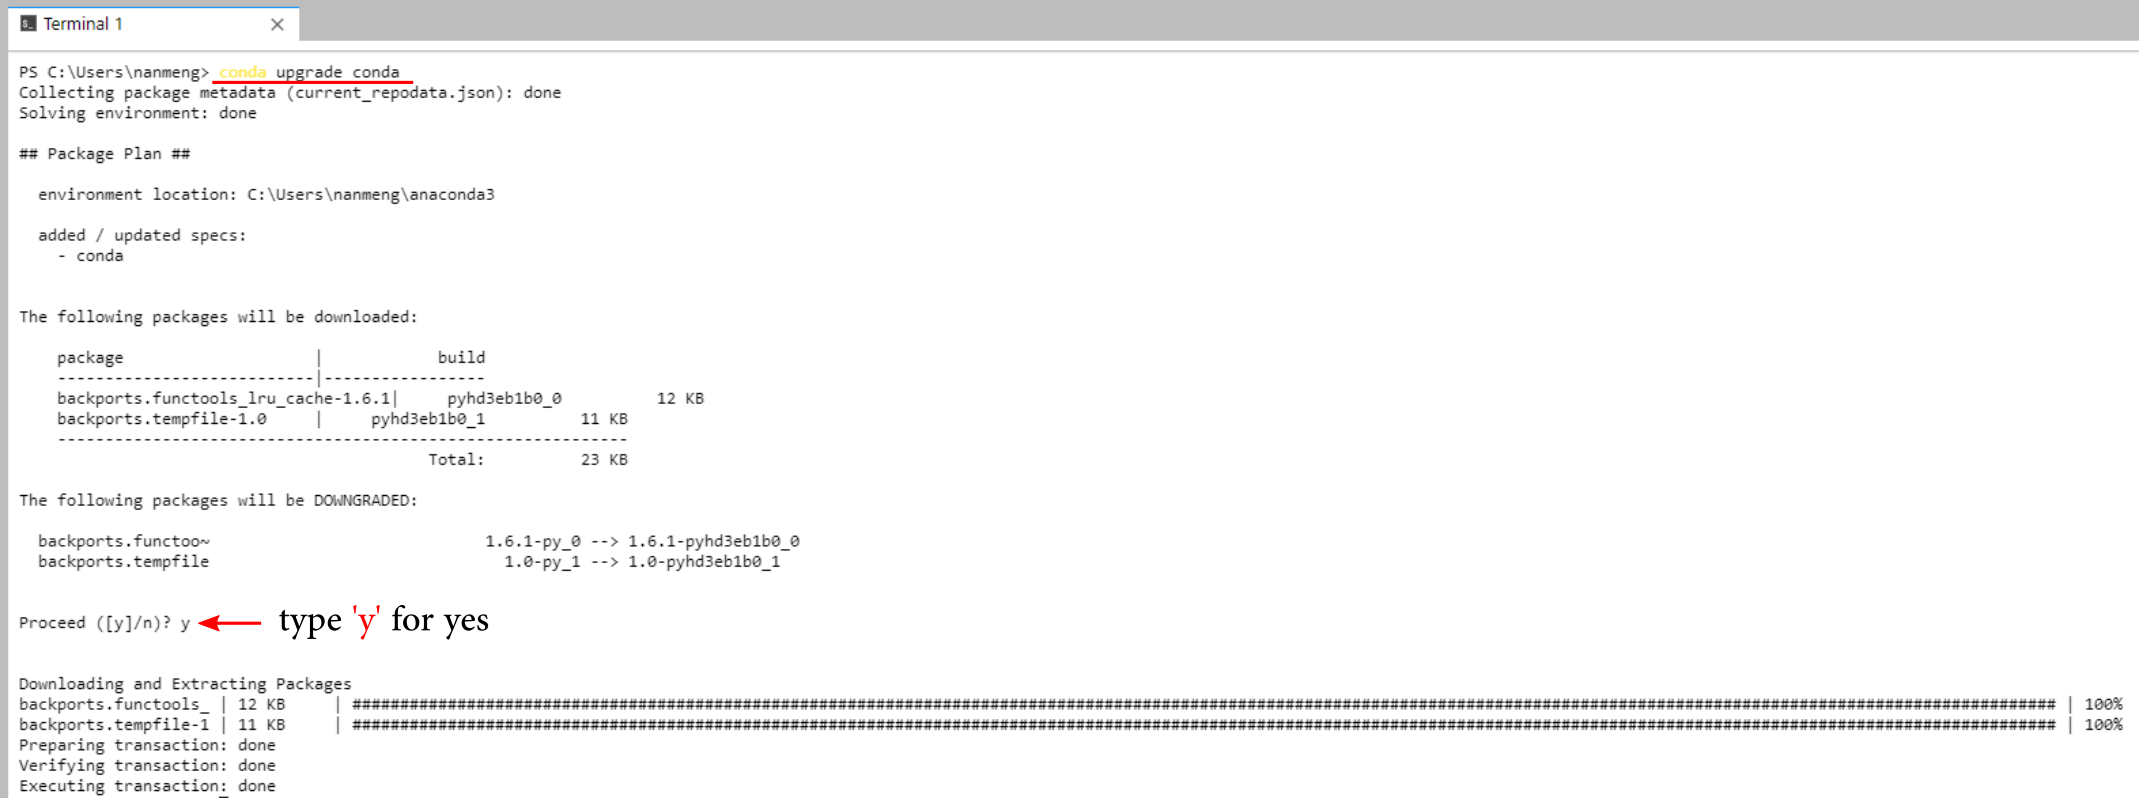 Terminal 1
PS C:\Users\nanmeng> conda upgrade conda
Collecting package metadata (current_repodata.json): done
Solving environment: done
## Package Plan ##
environment location: C:\Users\nanmeng\anaconda3
added / updated specs:
- conda
The following packages will be downloaded:
package | build
---------------------------|-----------------
backports.functools_lru_cache-1.6.1| pyhd3eb1b0_0 12 KB
backports.tempfile-1.0 | pyhd3eb1b0_1 11 KB
------------------------------------------------------------
Total: 23 KB
The following packages will be DOWNGRADED:
backports.functoo~ 1.6.1-py_0 --> 1.6.1-pyhd3eb1b0_0
backports.tempfile 1.0-py_1 --> 1.0-pyhd3eb1b0_1
Proceed ([y]/n)? y type 'y' for yes
Downloading and Extracting Packages
backports.functools_ | 12 KB | ################################################################################################################################################################################### | 100%
backports.tempfile-1 | 11 KB | ################################################################################################################################################################################### | 100%
Preparing transaction: done
Verifying transaction: done
Executing transaction: done